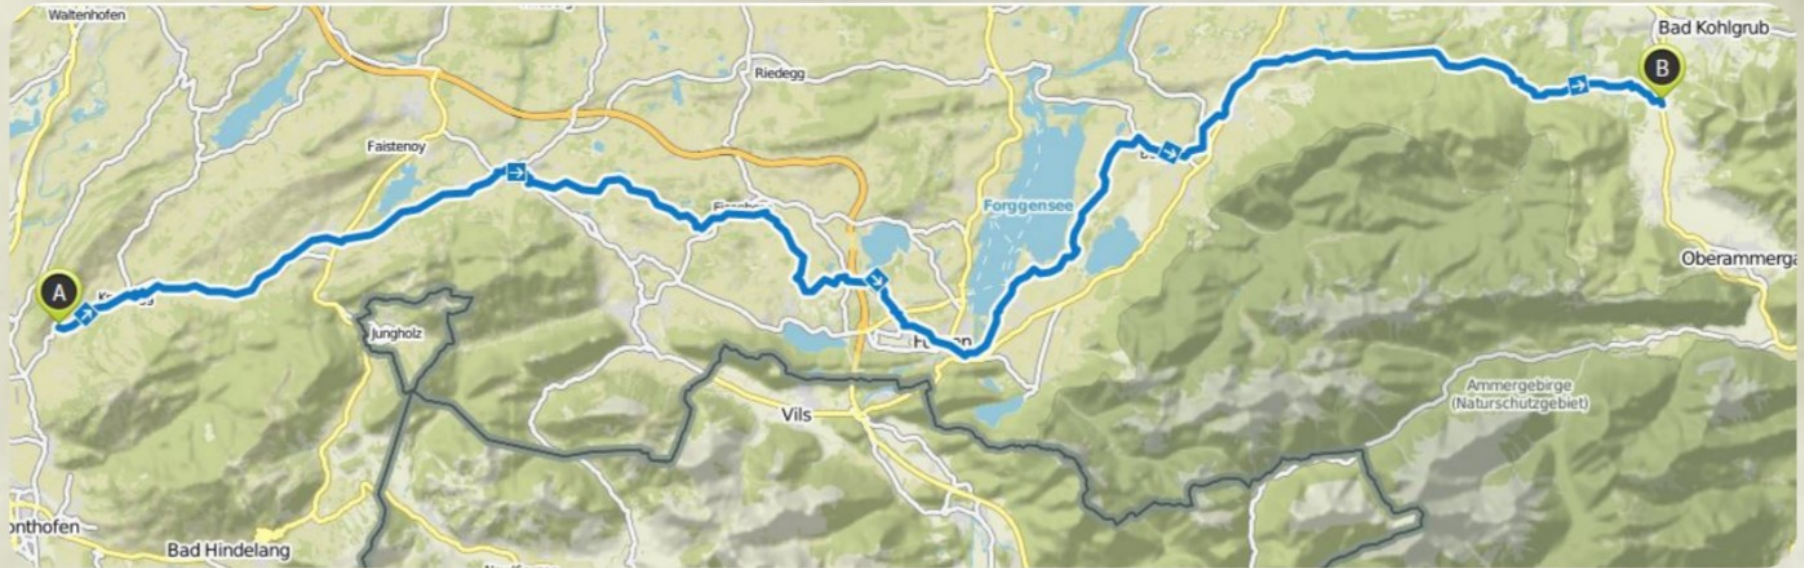 Waltenhofen
Bad Kohlgrub
B
Riedegg
Faistenoy
Forggensee
Oberammerga
A
Jungholz
Ammergebirge
(Naturschutzgebiet)
Vils
onthofen
Bad Hindelang